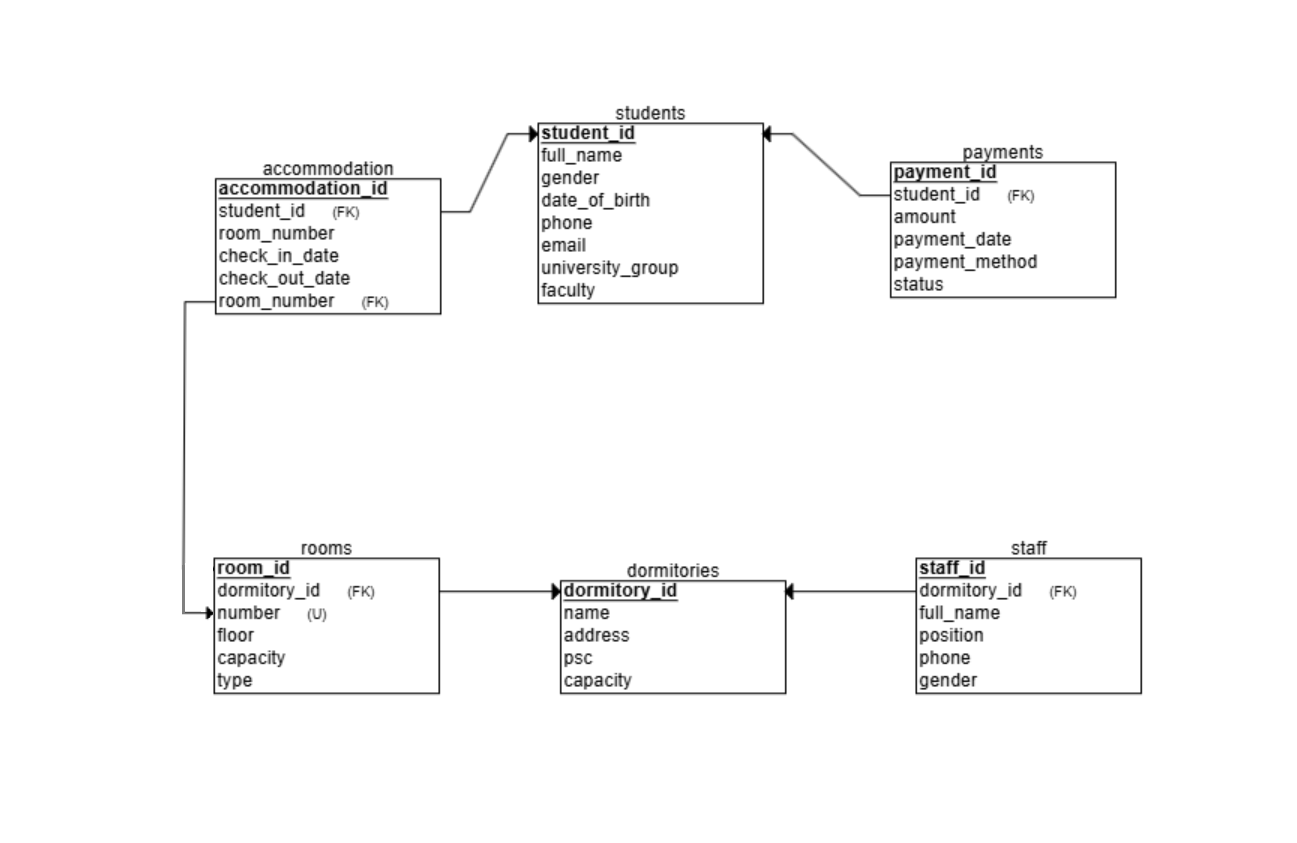 students
student_id
full_name
gender
date_of_birth
phone
email
university_group
faculty
accommodation
accommodation_id
student_id (FK)
room_number
check_in_date
check_out_date
room_number (FK)
payments
payment_id
student_id (FK)
amount
payment_date
payment_method
status
rooms
room_id
dormitory_id (FK)
number (U)
floor
capacity
type
dormitories
dormitory_id
name
address
psc
capacity
staff
staff_id
dormitory_id (FK)
full_name
position
phone
gender